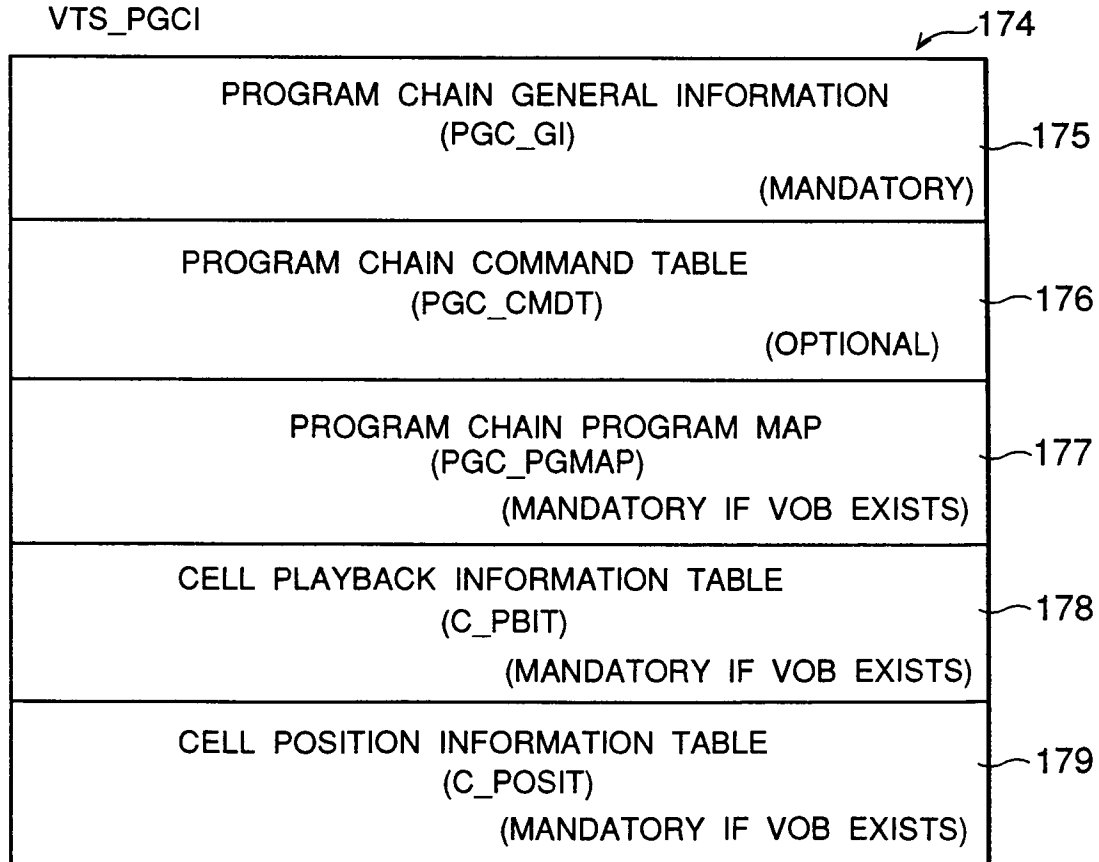 VTS_PGCI
174
PROGRAM CHAIN GENERAL INFORMATION
(PGC_GI)
175
(MANDATORY)
PROGRAM CHAIN COMMAND TABLE
(PGC_CMDT)
176
(OPTIONAL)
PROGRAM CHAIN PROGRAM MAP
(PGC_PGMAP)
177
(MANDATORY IF VOB EXISTS)
CELL PLAYBACK INFORMATION TABLE
(C_PBIT)
178
(MANDATORY IF VOB EXISTS)
CELL POSITION INFORMATION TABLE
(C_POSIT)
179
(MANDATORY IF VOB EXISTS)